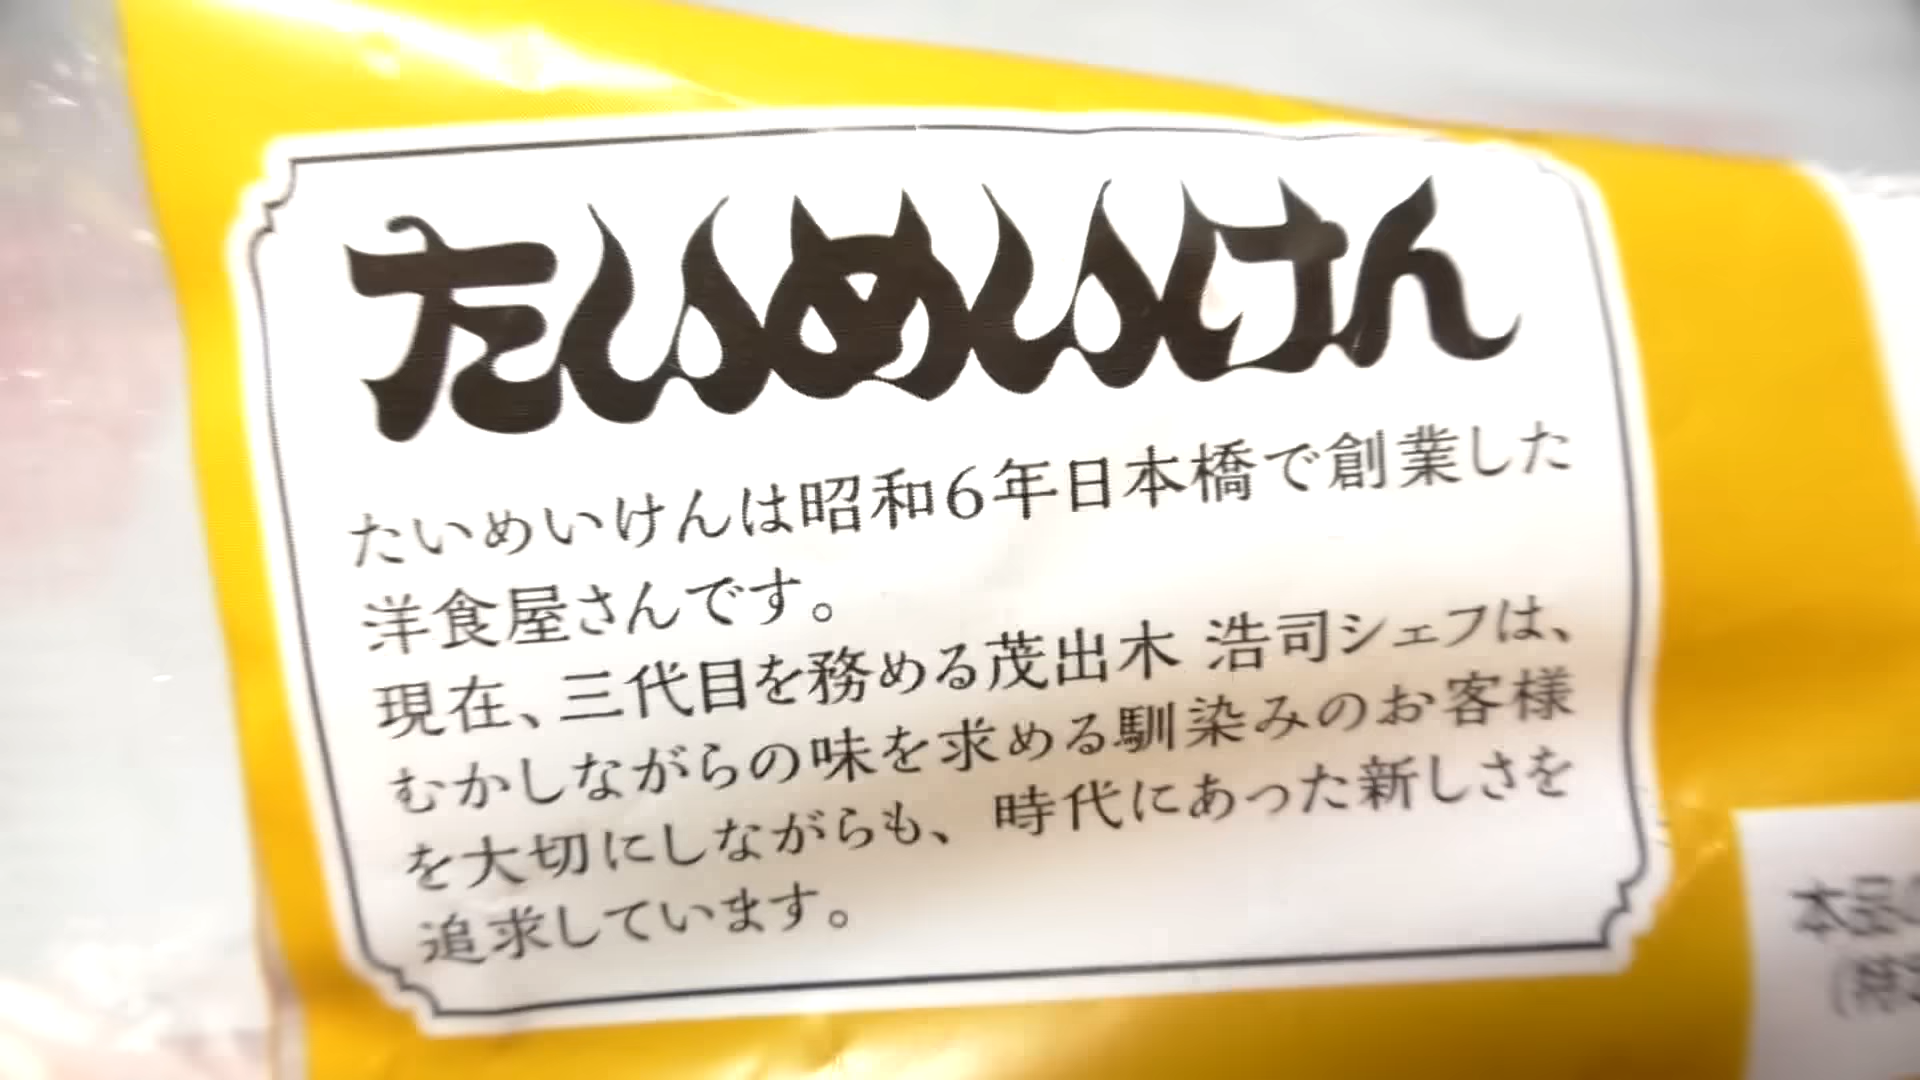 たいめいけん
たいめいけんは昭和6年日本橋で創業した
洋食屋さんです。
現在、三代目を務める茂出木 浩司シェフは、
むかしながらの味を求める馴染みのお客様
を大切にしながらも、時代にあった新しさを
追求しています。
本品